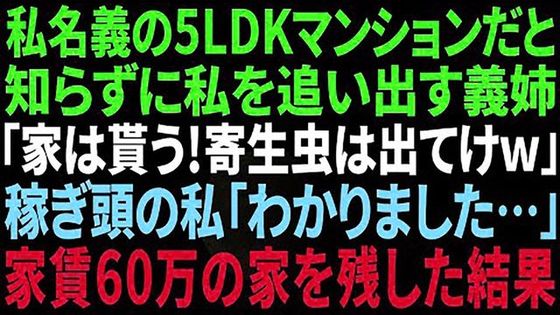 私名義の5LDKマンションだと
知らずに私を追い出す義姉
「家は貰う!寄生虫は出てけw」
稼ぎ頭の私「わかりました…」
家賃60万の家を残した結果